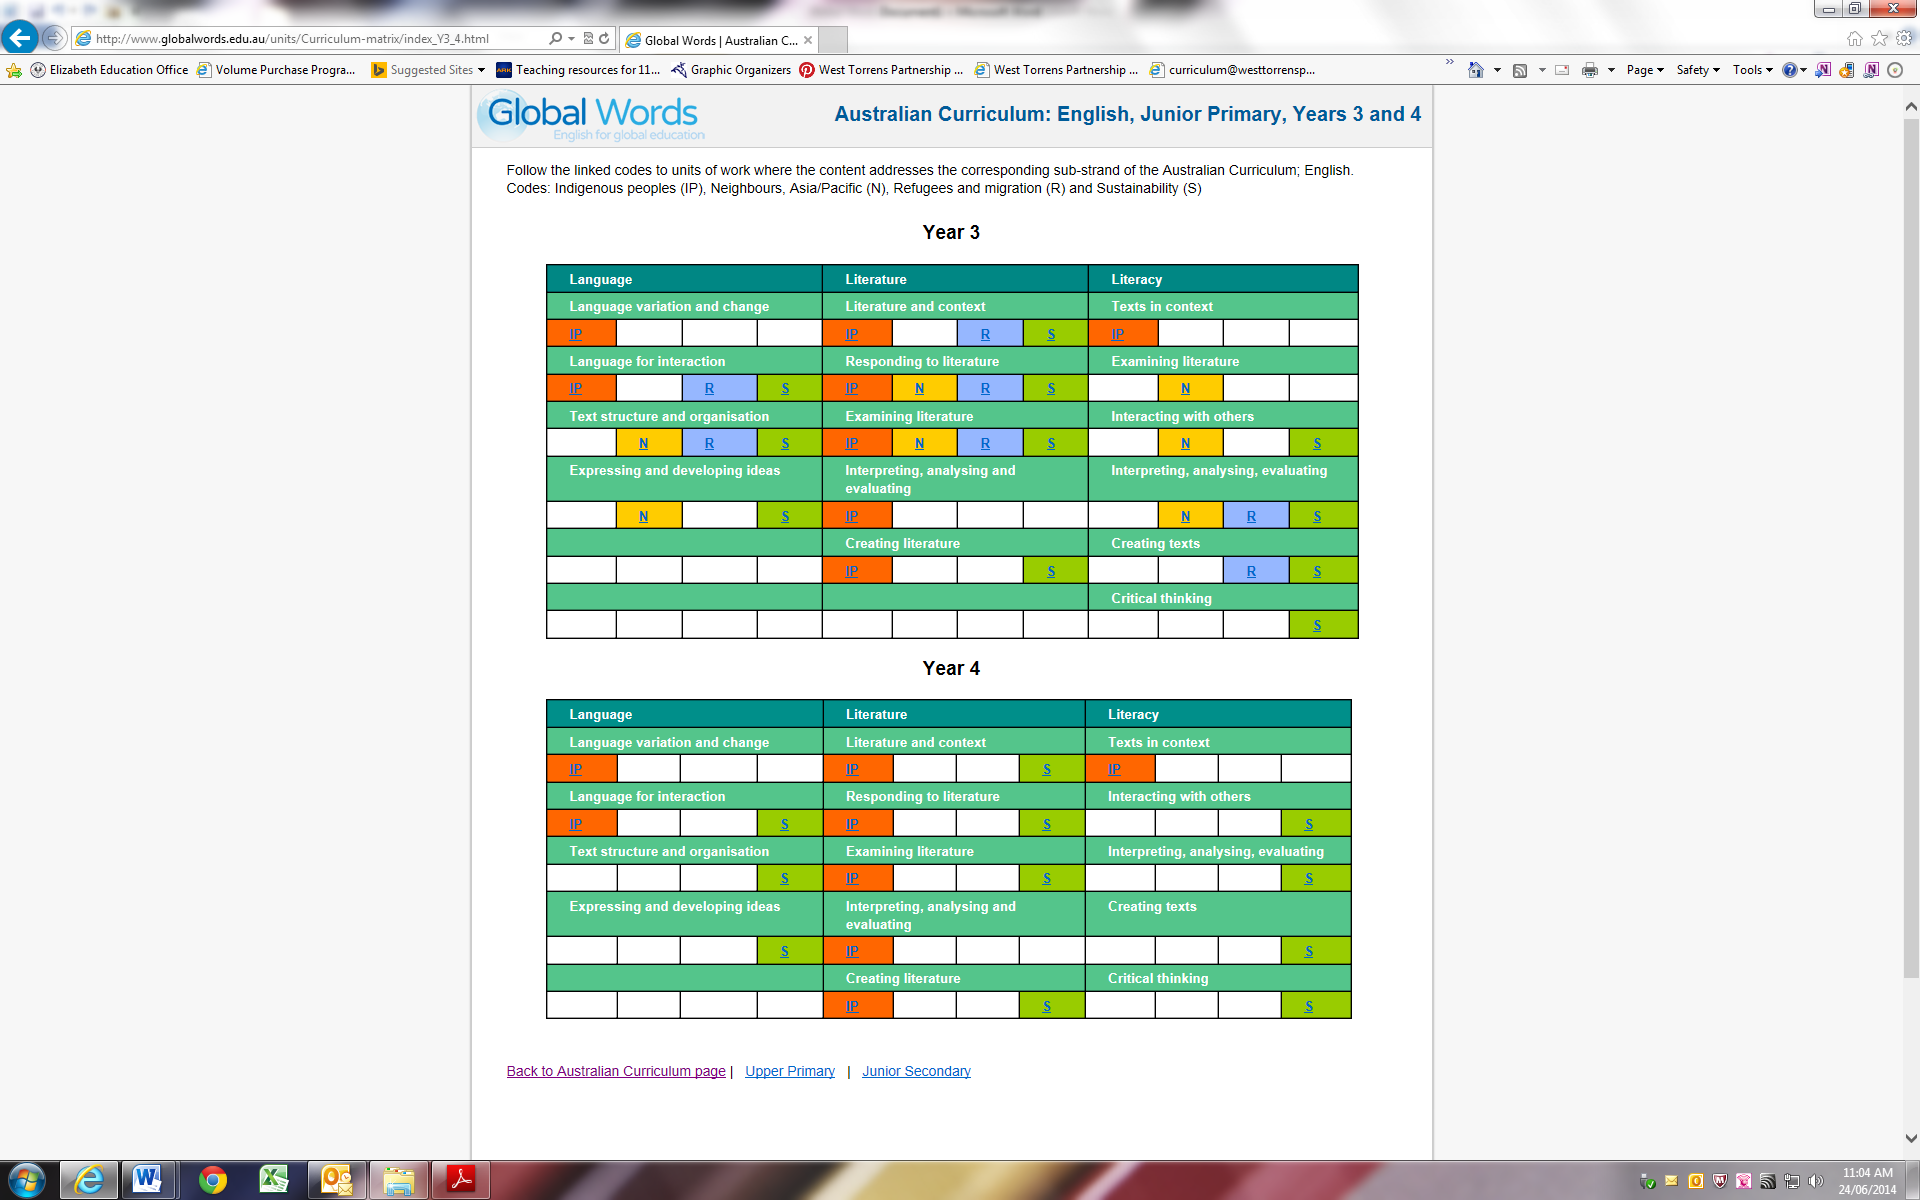 http://www.globalwords.edu.au/units/Curriculum-matrix/index_Y3_4.html
Global Words | Australian C...
Elizabeth Education Office
Volume Purchase Progra...
Suggested Sites
Teaching resources for 11...
Graphic Organizers
West Torrens Partnership ...
West Torrens Partnership ...
curriculum@westtorrensp...
Page
Safety
Tools
Global Words
English for global education
Australian Curriculum: English, Junior Primary, Years 3 and 4
Follow the linked codes to units of work where the content addresses the corresponding sub-strand of the Australian Curriculum; English.
Codes: Indigenous peoples (IP), Neighbours, Asia/Pacific (N), Refugees and migration (R) and Sustainability (S)
Year 3
Language Literature Literacy
Language variation and change Literature and context Texts in context
IP IP R S IP
Language for interaction Responding to literature Examining literature
IP R S IP N R S N
Text structure and organisation Examining literature Interacting with others
N R S IP N R S N S
Expressing and developing ideas Interpreting, analysing and Interpreting, analysing, evaluating
evaluating
N S IP N R S
Creating literature Creating texts
IP S R S
Critical thinking
S
Year 4
Language Literature Literacy
Language variation and change Literature and context Texts in context
IP IP S IP
Language for interaction Responding to literature Interacting with others
IP S IP S S
Text structure and organisation Examining literature Interpreting, analysing, evaluating
S IP S S
Expressing and developing ideas Interpreting, analysing and Creating texts
evaluating
S IP S
Creating literature Critical thinking
IP S S
Back to Australian Curriculum page | Upper Primary | Junior Secondary
11:04 AM
24/06/2014